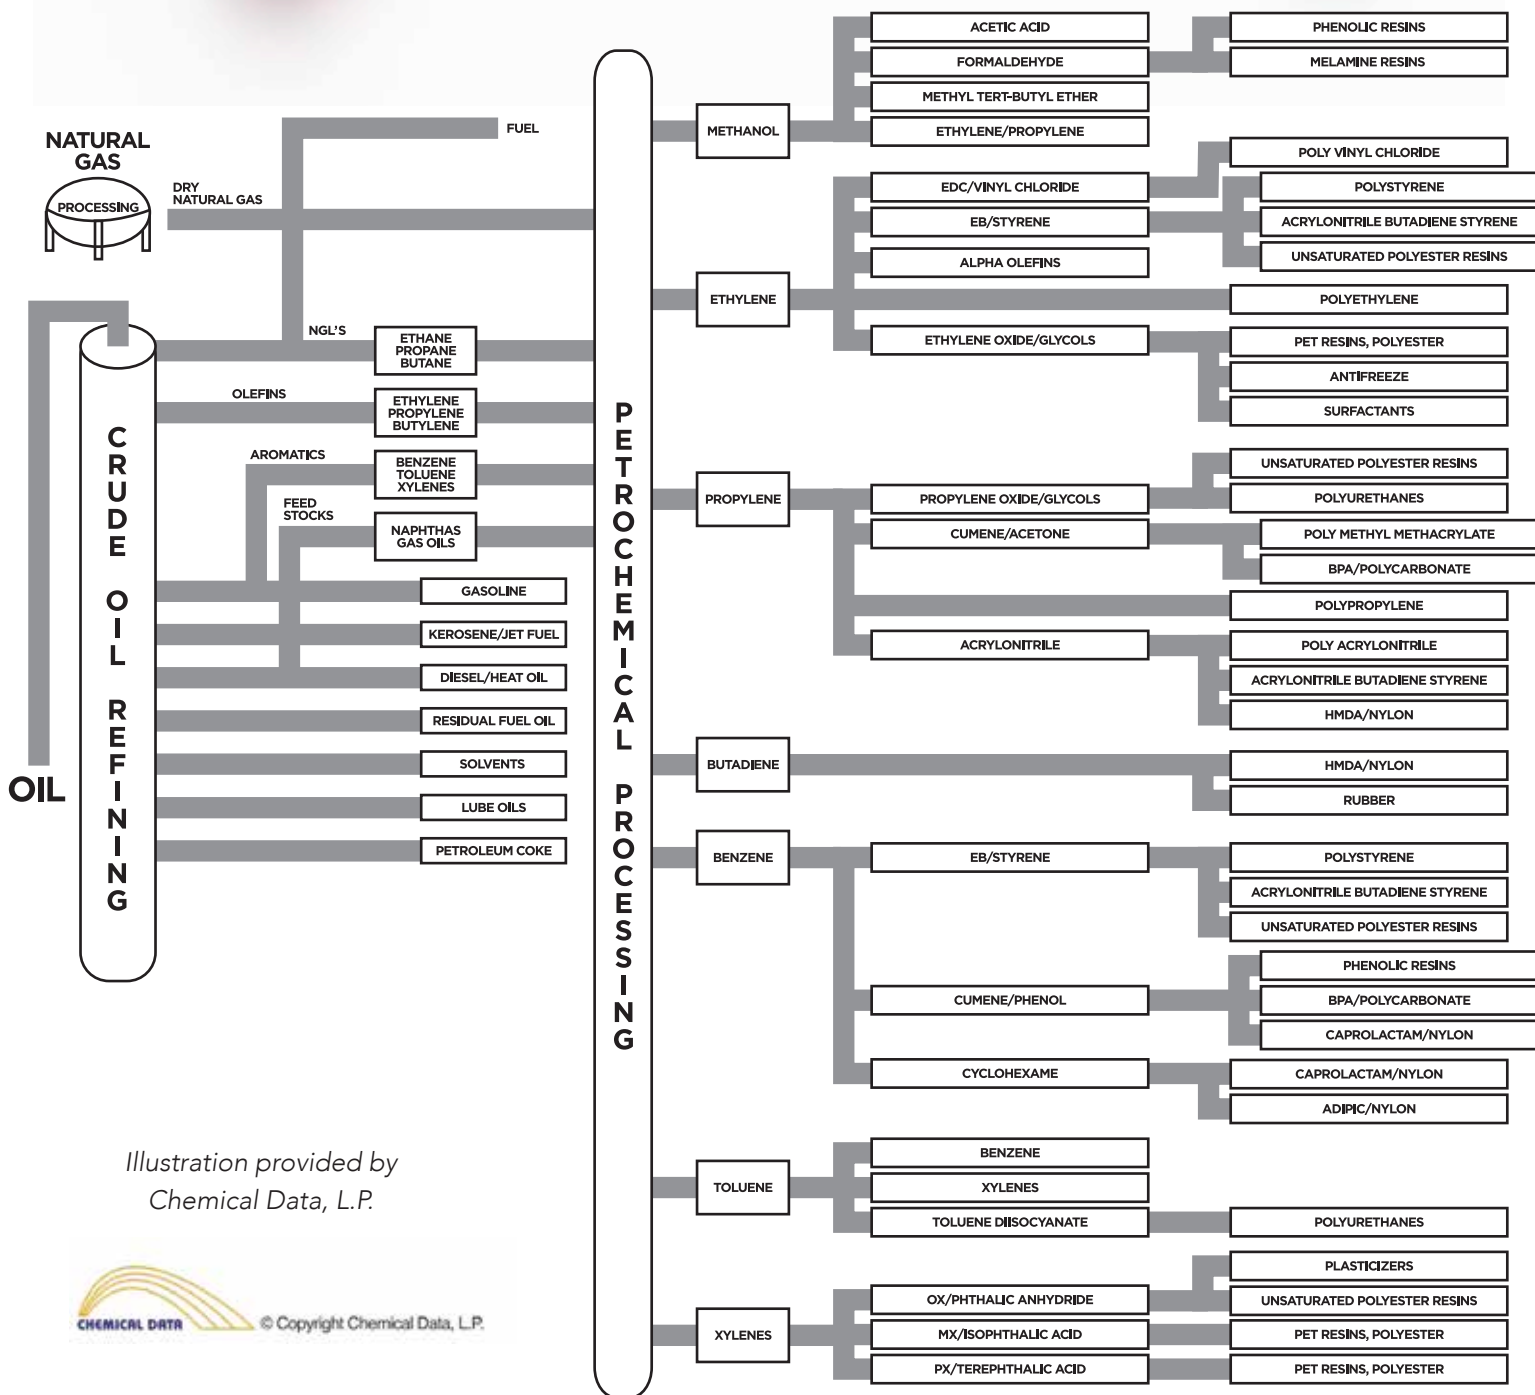 NATURAL
GAS
PROCESSING
DRY
NATURAL GAS
FUEL
OIL
CRUDE OIL REFINING
NGL'S
ETHANE
PROPANE
BUTANE
OLEFINS
ETHYLENE
PROPYLENE
BUTYLENE
AROMATICS
BENZENE
TOLUENE
XYLENES
FEED
STOCKS
NAPHTHAS
GAS OILS
GASOLINE
KEROSENE/JET FUEL
DIESEL/HEAT OIL
RESIDUAL FUEL OIL
SOLVENTS
LUBE OILS
PETROLEUM COKE
PETROCHEMICAL PROCESSING
METHANOL
ACETIC ACID
FORMALDEHYDE
PHENOLIC RESINS
MELAMINE RESINS
METHYL TERT-BUTYL ETHER
ETHYLENE/PROPYLENE
ETHYLENE
EDC/VINYL CHLORIDE
POLY VINYL CHLORIDE
EB/STYRENE
POLYSTYRENE
ACRYLONITRILE BUTADIENE STYRENE
UNSATURATED POLYESTER RESINS
ALPHA OLEFINS
POLYETHYLENE
ETHYLENE OXIDE/GLYCOLS
PET RESINS, POLYESTER
ANTIFREEZE
SURFACTANTS
PROPYLENE
PROPYLENE OXIDE/GLYCOLS
UNSATURATED POLYESTER RESINS
POLYURETHANES
CUMENE/ACETONE
POLY METHYL METHACRYLATE
BPA/POLYCARBONATE
POLYPROPYLENE
ACRYLONITRILE
POLY ACRYLONITRILE
ACRYLONITRILE BUTADIENE STYRENE
HMDA/NYLON
BUTADIENE
HMDA/NYLON
RUBBER
BENZENE
EB/STYRENE
POLYSTYRENE
ACRYLONITRILE BUTADIENE STYRENE
UNSATURATED POLYESTER RESINS
CUMENE/PHENOL
PHENOLIC RESINS
BPA/POLYCARBONATE
CAPROLACTAM/NYLON
CYCLOHEXAME
CAPROLACTAM/NYLON
ADIPIC/NYLON
TOLUENE
BENZENE
XYLENES
TOLUENE DIISOCYANATE
POLYURETHANES
XYLENES
OX/PHTHALIC ANHYDRIDE
PLASTICIZERS
UNSATURATED POLYESTER RESINS
MX/ISOPHTHALIC ACID
PET RESINS, POLYESTER
PX/TEREPHTHALIC ACID
PET RESINS, POLYESTER
Illustration provided by
Chemical Data, L.P.
CHEMICAL DATA
© Copyright Chemical Data, L.P.